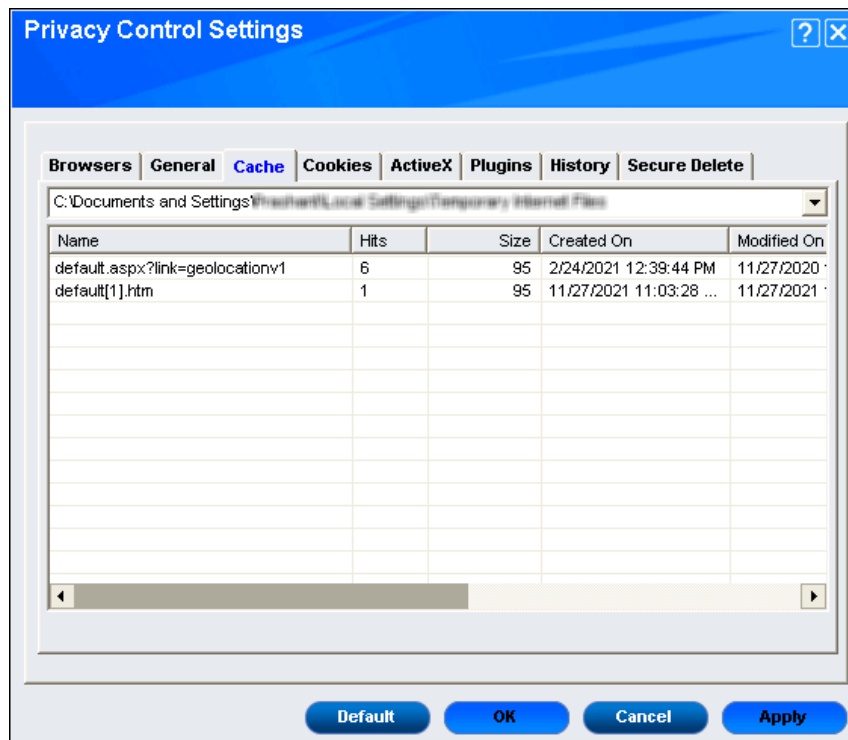 Privacy Control Settings
Browsers General Cache Cookies ActiveX Plugins History Secure Delete
C:\Documents and Settings\
Name Hits Size Created On Modified On
default.aspx?link=geolocationv1 6 95 2/24/2021 12:39:44 PM 11/27/2020
default[1].htm 1 95 11/27/2021 11:03:28 ... 11/27/2021
Default OK Cancel Apply